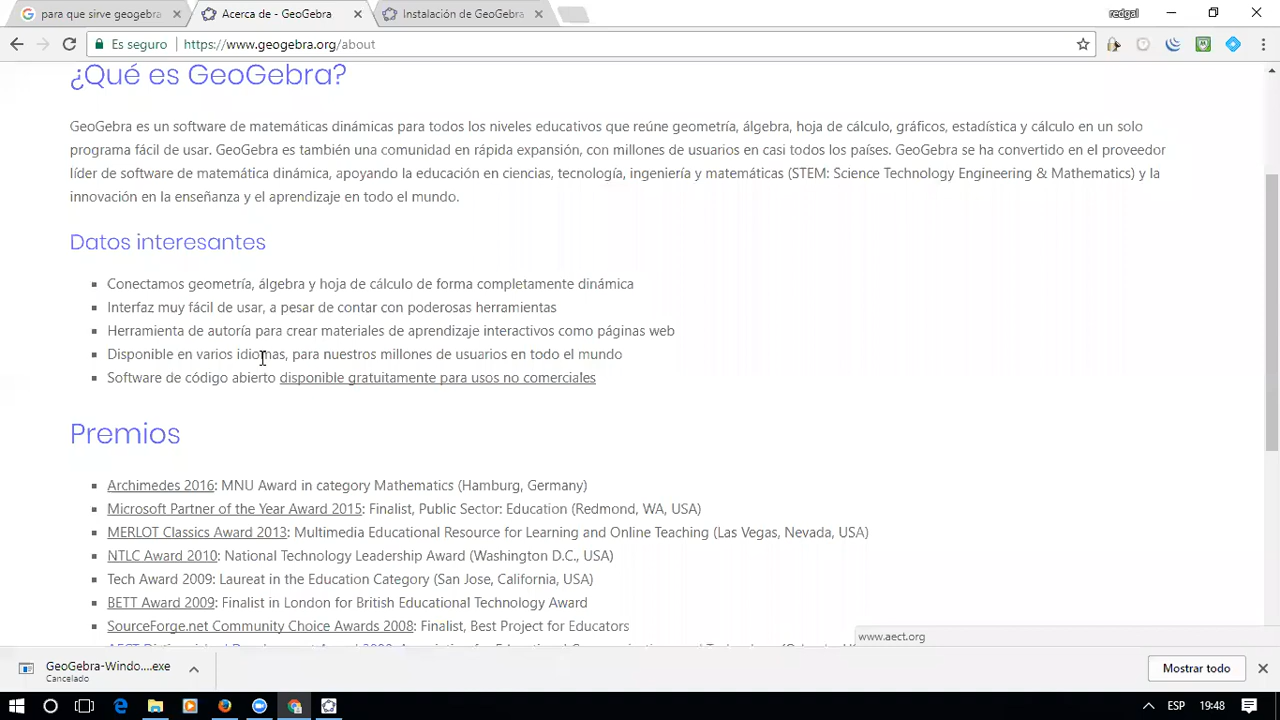 para que sirve geogebra
Acerca de - GeoGebra
Instalación de GeoGebra
redgal
Es seguro
https://www.geogebra.org/about
¿Qué es GeoGebra?
GeoGebra es un software de matemáticas dinámicas para todos los niveles educativos que reúne geometría, álgebra, hoja de cálculo, gráficos, estadística y cálculo en un solo
programa fácil de usar. GeoGebra es también una comunidad en rápida expansión, con millones de usuarios en casi todos los países. GeoGebra se ha convertido en el proveedor
líder de software de matemática dinámica, apoyando la educación en ciencias, tecnología, ingeniería y matemáticas (STEM: Science Technology Engineering & Mathematics) y la
innovación en la enseñanza y el aprendizaje en todo el mundo.
Datos interesantes
Conectamos geometría, álgebra y hoja de cálculo de forma completamente dinámica
Interfaz muy fácil de usar, a pesar de contar con poderosas herramientas
Herramienta de autoría para crear materiales de aprendizaje interactivos como páginas web
Disponible en varios idiomas, para nuestros millones de usuarios en todo el mundo
Software de código abierto disponible gratuitamente para usos no comerciales
Premios
Archimedes 2016: MNU Award in category Mathematics (Hamburg, Germany)
Microsoft Partner of the Year Award 2015: Finalist, Public Sector: Education (Redmond, WA, USA)
MERLOT Classics Award 2013: Multimedia Educational Resource for Learning and Online Teaching (Las Vegas, Nevada, USA)
NTLC Award 2010: National Technology Leadership Award (Washington D.C., USA)
Tech Award 2009: Laureat in the Education Category (San Jose, California, USA)
BETT Award 2009: Finalist in London for British Educational Technology Award
SourceForge.net Community Choice Awards 2008: Finalist, Best Project for Educators
www.aect.org
GeoGebra-Windo....exe
Cancelado
Mostrar todo
ESP
19:48